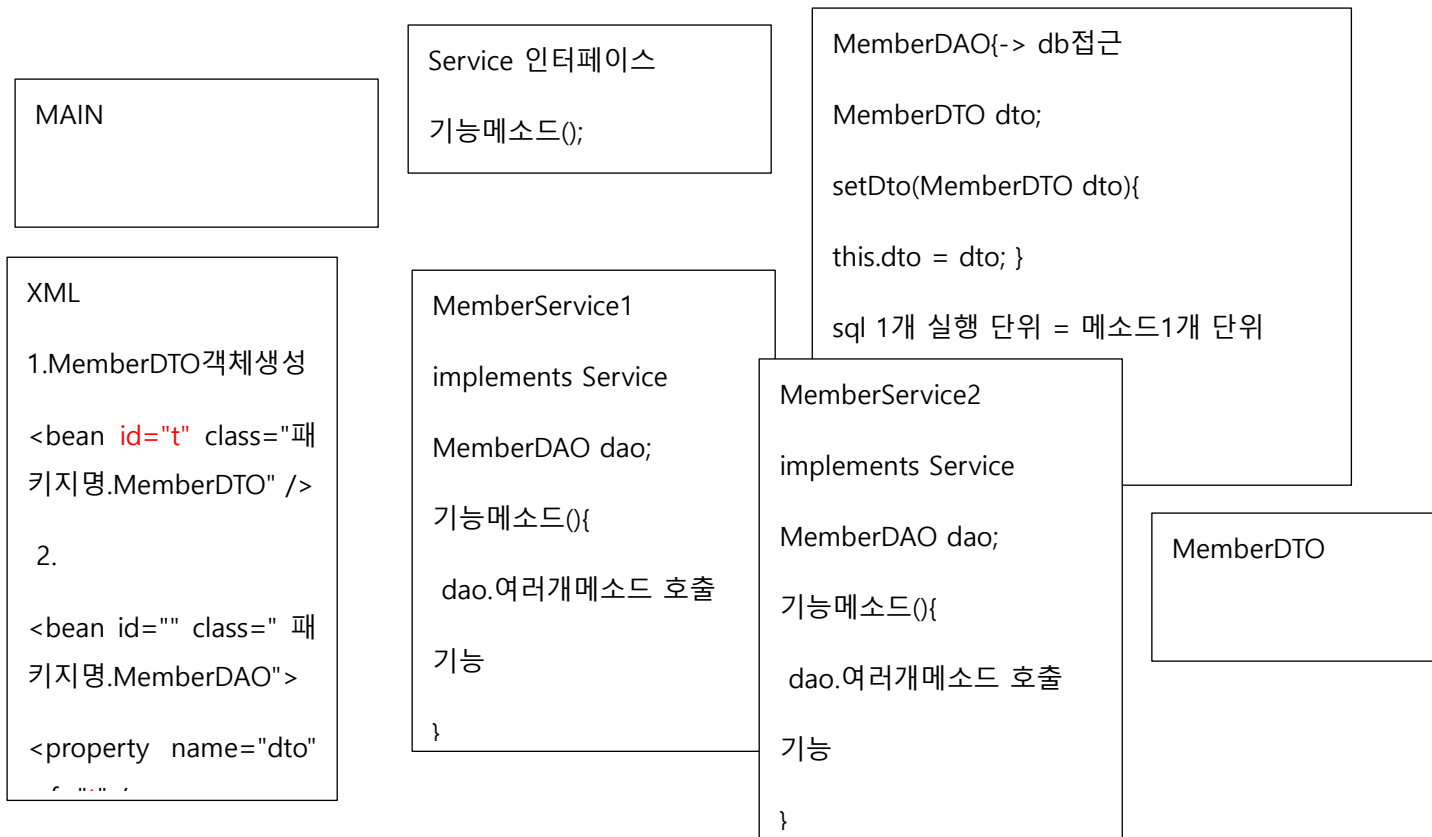 MAIN
Service 인터페이스
기능메소드();
MemberDAO{-> db접근
MemberDTO dto;
setDto(MemberDTO dto){
this.dto = dto; }
sql 1개 실행 단위 = 메소드1개 단위
XML
1.MemberDTO객체생성
<bean id="t" class="패
키지명.MemberDTO" />
2.
<bean id="" class=" 패
키지명.MemberDAO">
<property name="dto"
MemberService1
implements Service
MemberDAO dao;
기능메소드(){
dao.여러개메소드 호출
기능
}
MemberService2
implements Service
MemberDAO dao;
기능메소드(){
dao.여러개메소드 호출
기능
}
MemberDTO